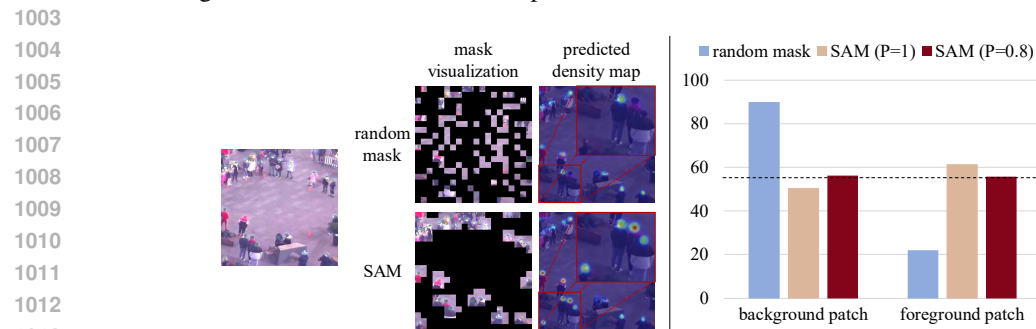 1003
1004
1005
1006
1007
1008
1009
1010
1011
1012
mask
visualization
predicted
density map
random
mask
SAM
random mask SAM (P=1) SAM (P=0.8)
100
80
60
40
20
0
background patch foreground patch